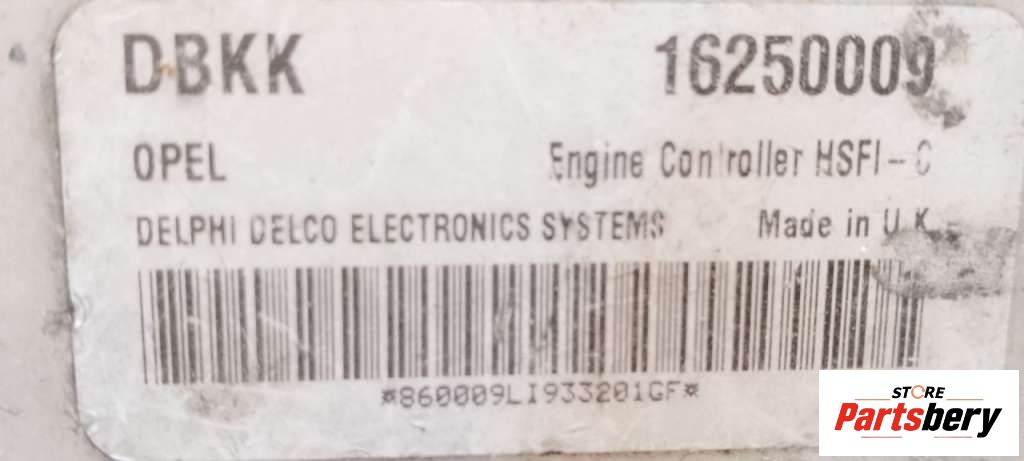 DBKK 16250009
OPEL Engine Controller HSFI-C
DELPHI DELCO ELECTRONICS SYSTEMS Made in U.K.
*860009LI933201GF*
STORE
Partsbery